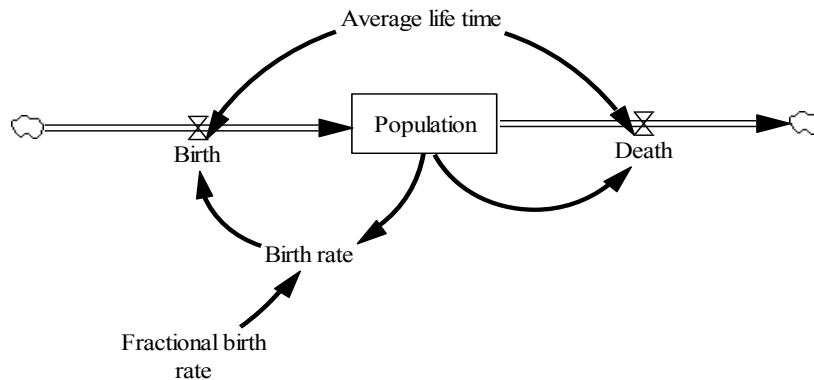 Average life time
Population
Birth
Death
Birth rate
Fractional birth
rate